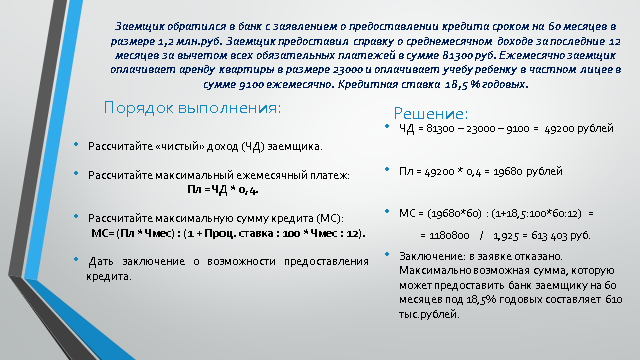 Заемщик обратился в банк с заявлением о предоставлении кредита сроком на 60 месяцев в
размере 1,2 млн.руб. Заемщик предоставил справку о среднемесячном доходе за последние 12
месяцев за вычетом всех обязательных платежей в сумме 81300 руб. Ежемесячно заемщик
оплачивает аренду квартиры в размере 23000 и оплачивает учебу ребенку в частном лицее в
сумме 9100 ежемесячно. Кредитная ставка 18,5 % годовых.
Порядок выполнения:
• Рассчитайте «чистый» доход (ЧД) заемщика.
• Рассчитайте максимальный ежемесячный платеж:
Пл = ЧД * 0,4.
• Рассчитайте максимальную сумму кредита (МС):
МС= (Пл * Чмес) : (1 + Проц. ставка : 100 * Чмес : 12).
• Дать заключение о возможности предоставления
кредита.
Решение:
• ЧД = 81300 – 23000 – 9100 = 49200 рублей
• Пл = 49200 * 0,4 = 19680 рублей
• МС = (19680*60) : (1+18,5:100*60:12) =
= 1180800 / 1,925 = 613 403 руб.
• Заключение: в заявке отказано.
Максимально возможная сумма, которую
может предоставить банк заемщику на 60
месяцев под 18,5% годовых составляет 610
тыс.рублей.